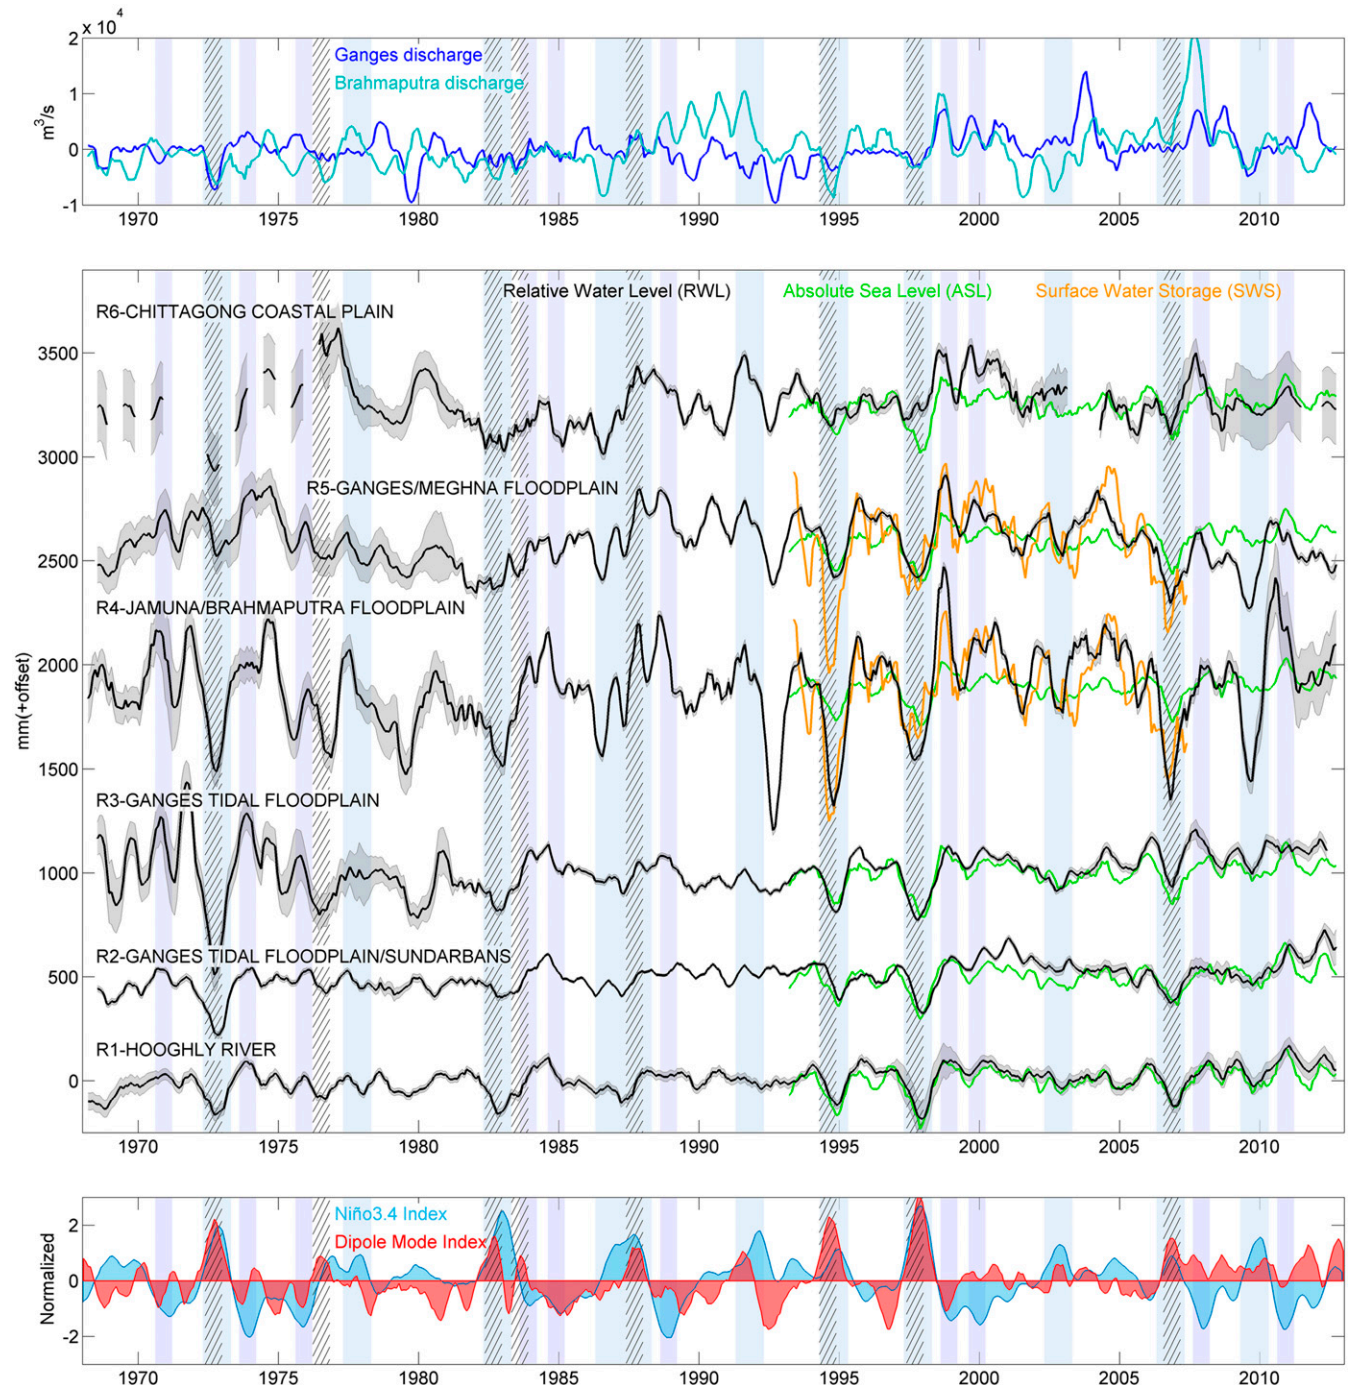 x 10⁴
2
1
0
-1
m³/s
Ganges discharge
Brahmaputra discharge
1970 1975 1980 1985 1990 1995 2000 2005 2010
Relative Water Level (RWL) Absolute Sea Level (ASL) Surface Water Storage (SWS)
R6-CHITTAGONG COASTAL PLAIN
3500
3000
R5-GANGES/MEGHNA FLOODPLAIN
2500
R4-JAMUNA/BRAHMAPUTRA FLOODPLAIN
2000
mm(+offset)
1500
R3-GANGES TIDAL FLOODPLAIN
1000
R2-GANGES TIDAL FLOODPLAIN/SUNDARBANS
500
R1-HOOGHLY RIVER
0
1970 1975 1980 1985 1990 1995 2000 2005 2010
Niño3.4 Index
2
Dipole Mode Index
Normalized
0
-2
1970 1975 1980 1985 1990 1995 2000 2005 2010